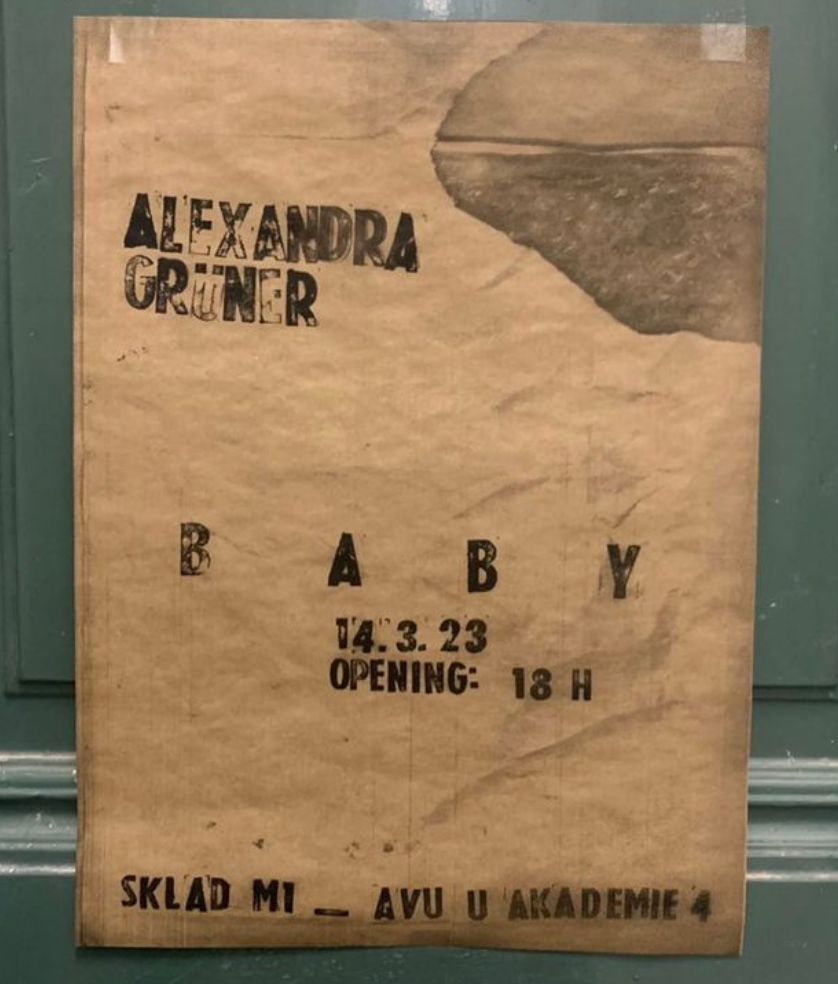 ALEXANDRA
GRÜNER
B A B Y
14.3.23
OPENING: 18 H
SKLAD M1 _ AVU U AKADEMIE 4